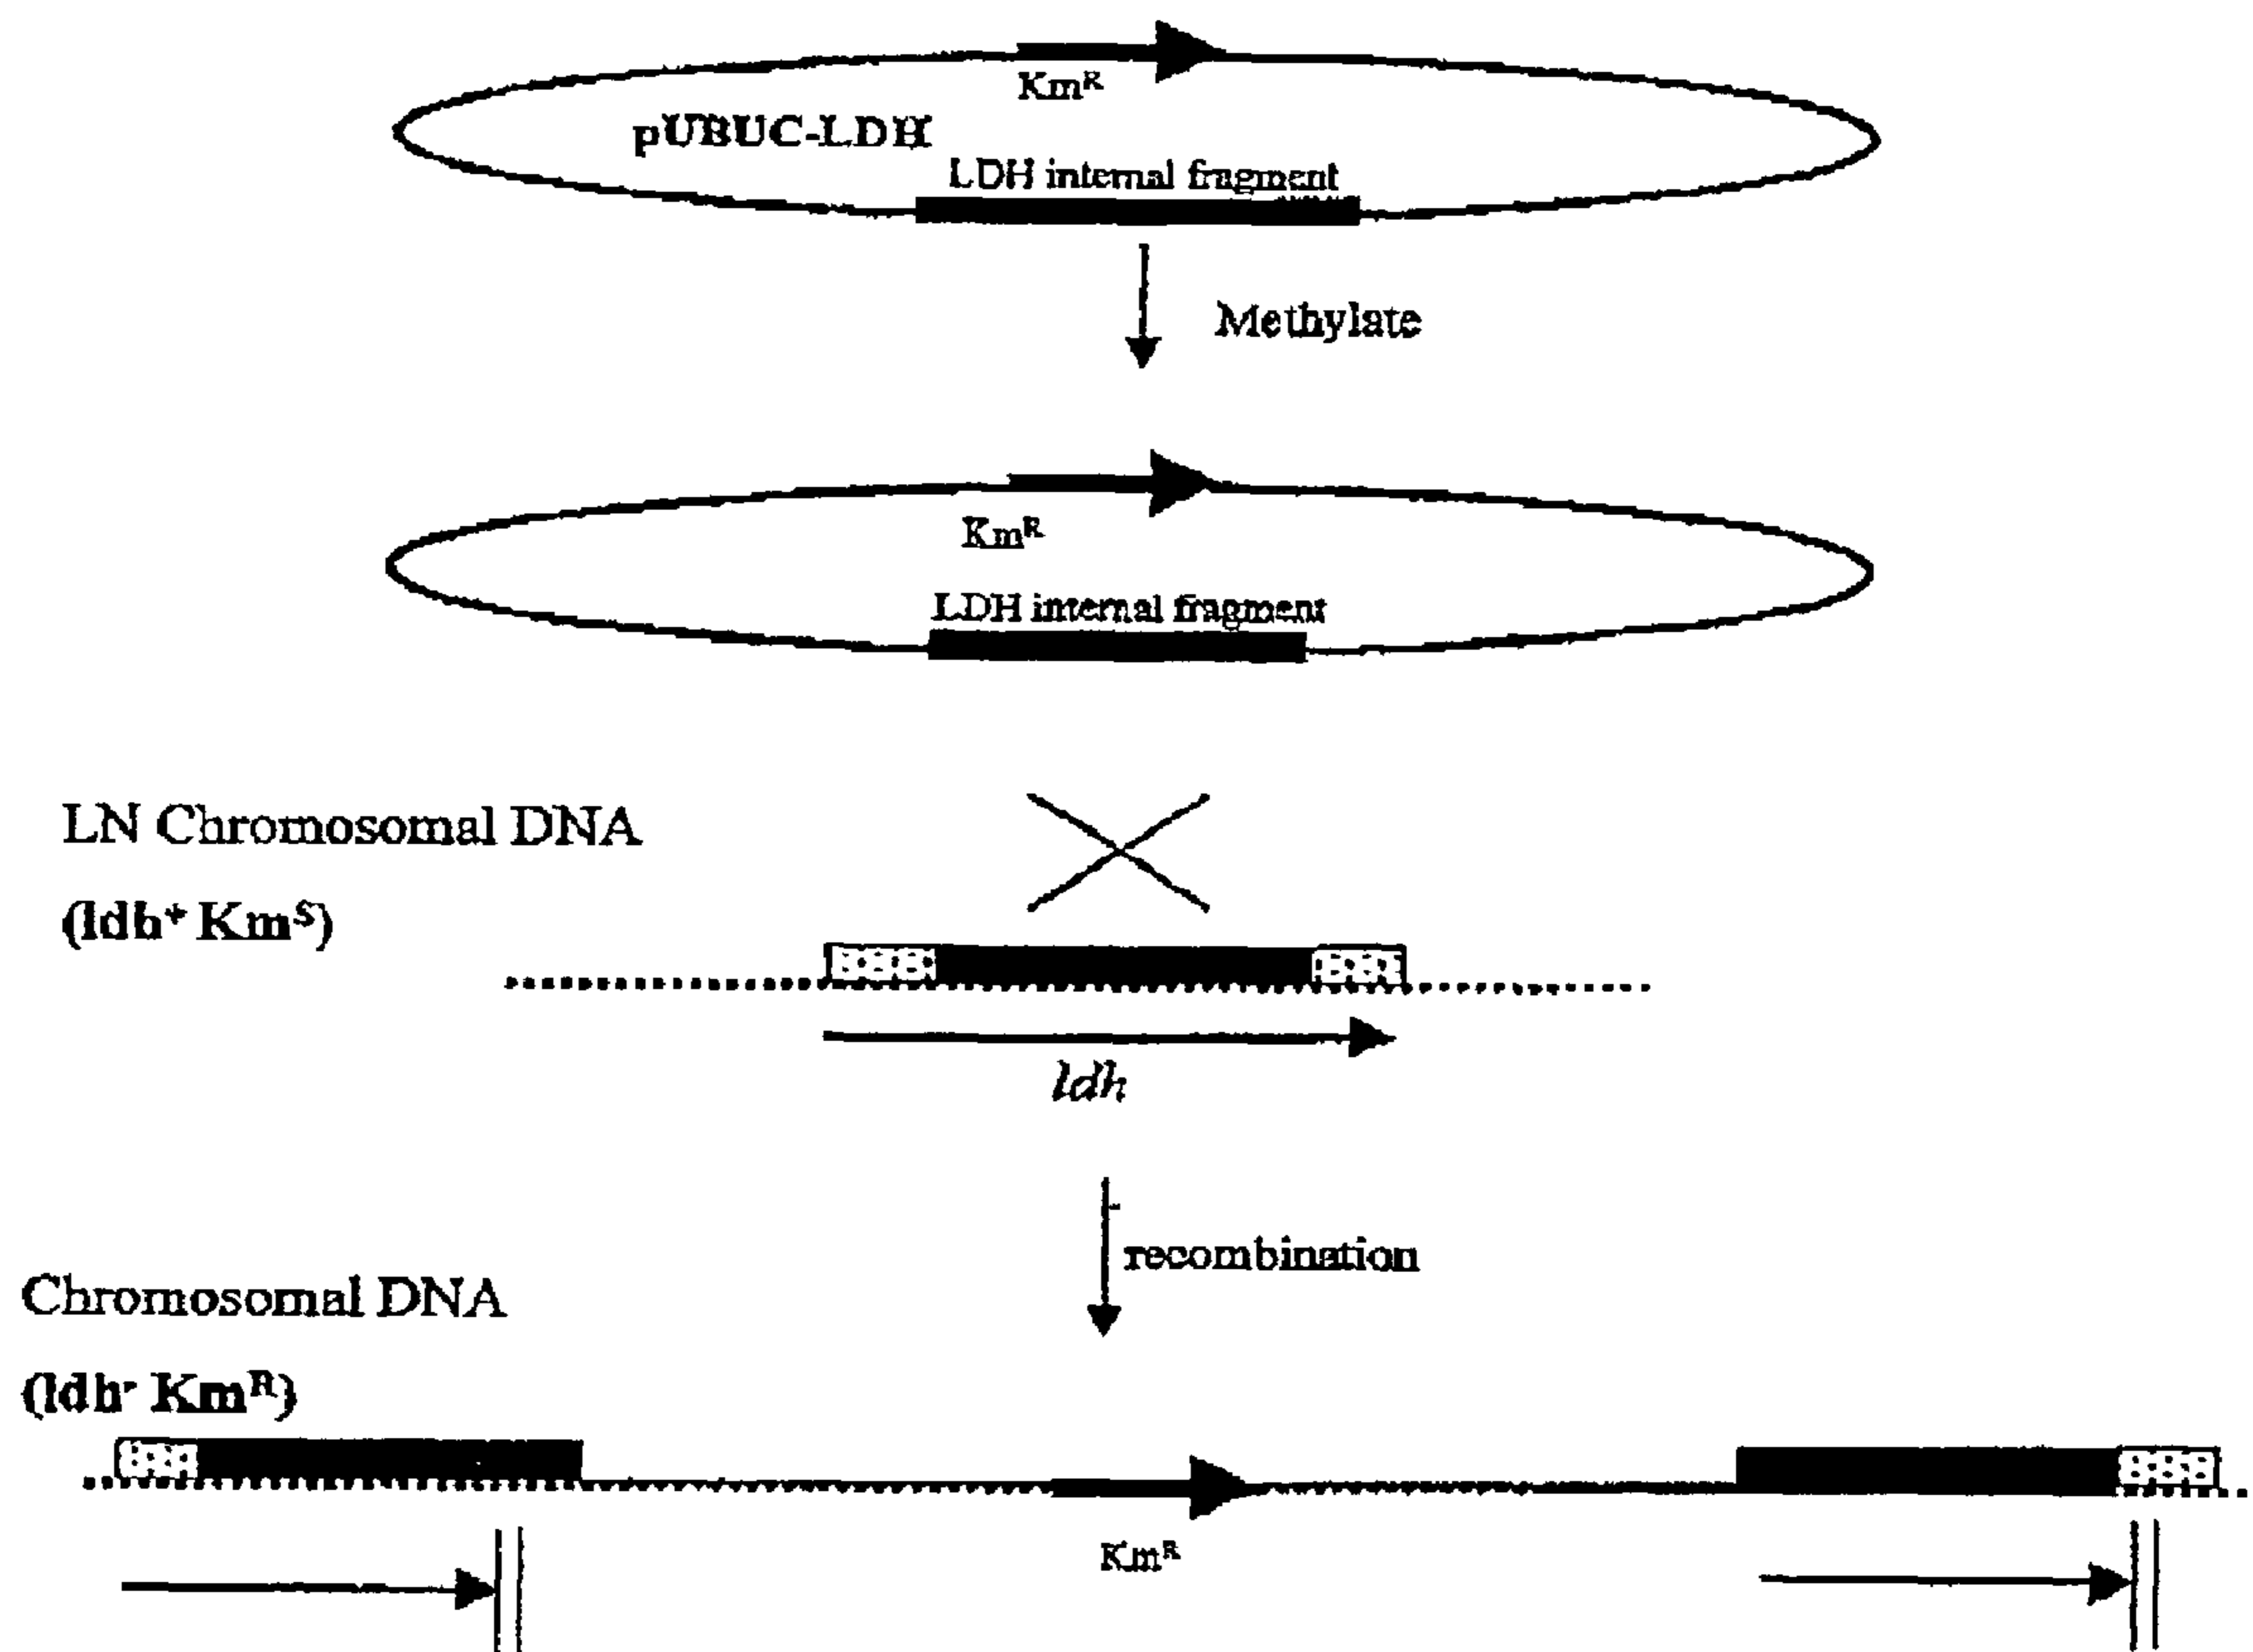 Kmᴿ
pUBUC-LDH
LDH internal fragment
Methylate
Kmᴿ
LDH internal fragment
LN Chromosomal DNA
(ldh⁺ Kmˢ)
ldh
recombination
Chromosomal DNA
(ldh⁻ Kmᴿ)
Kmᴿ